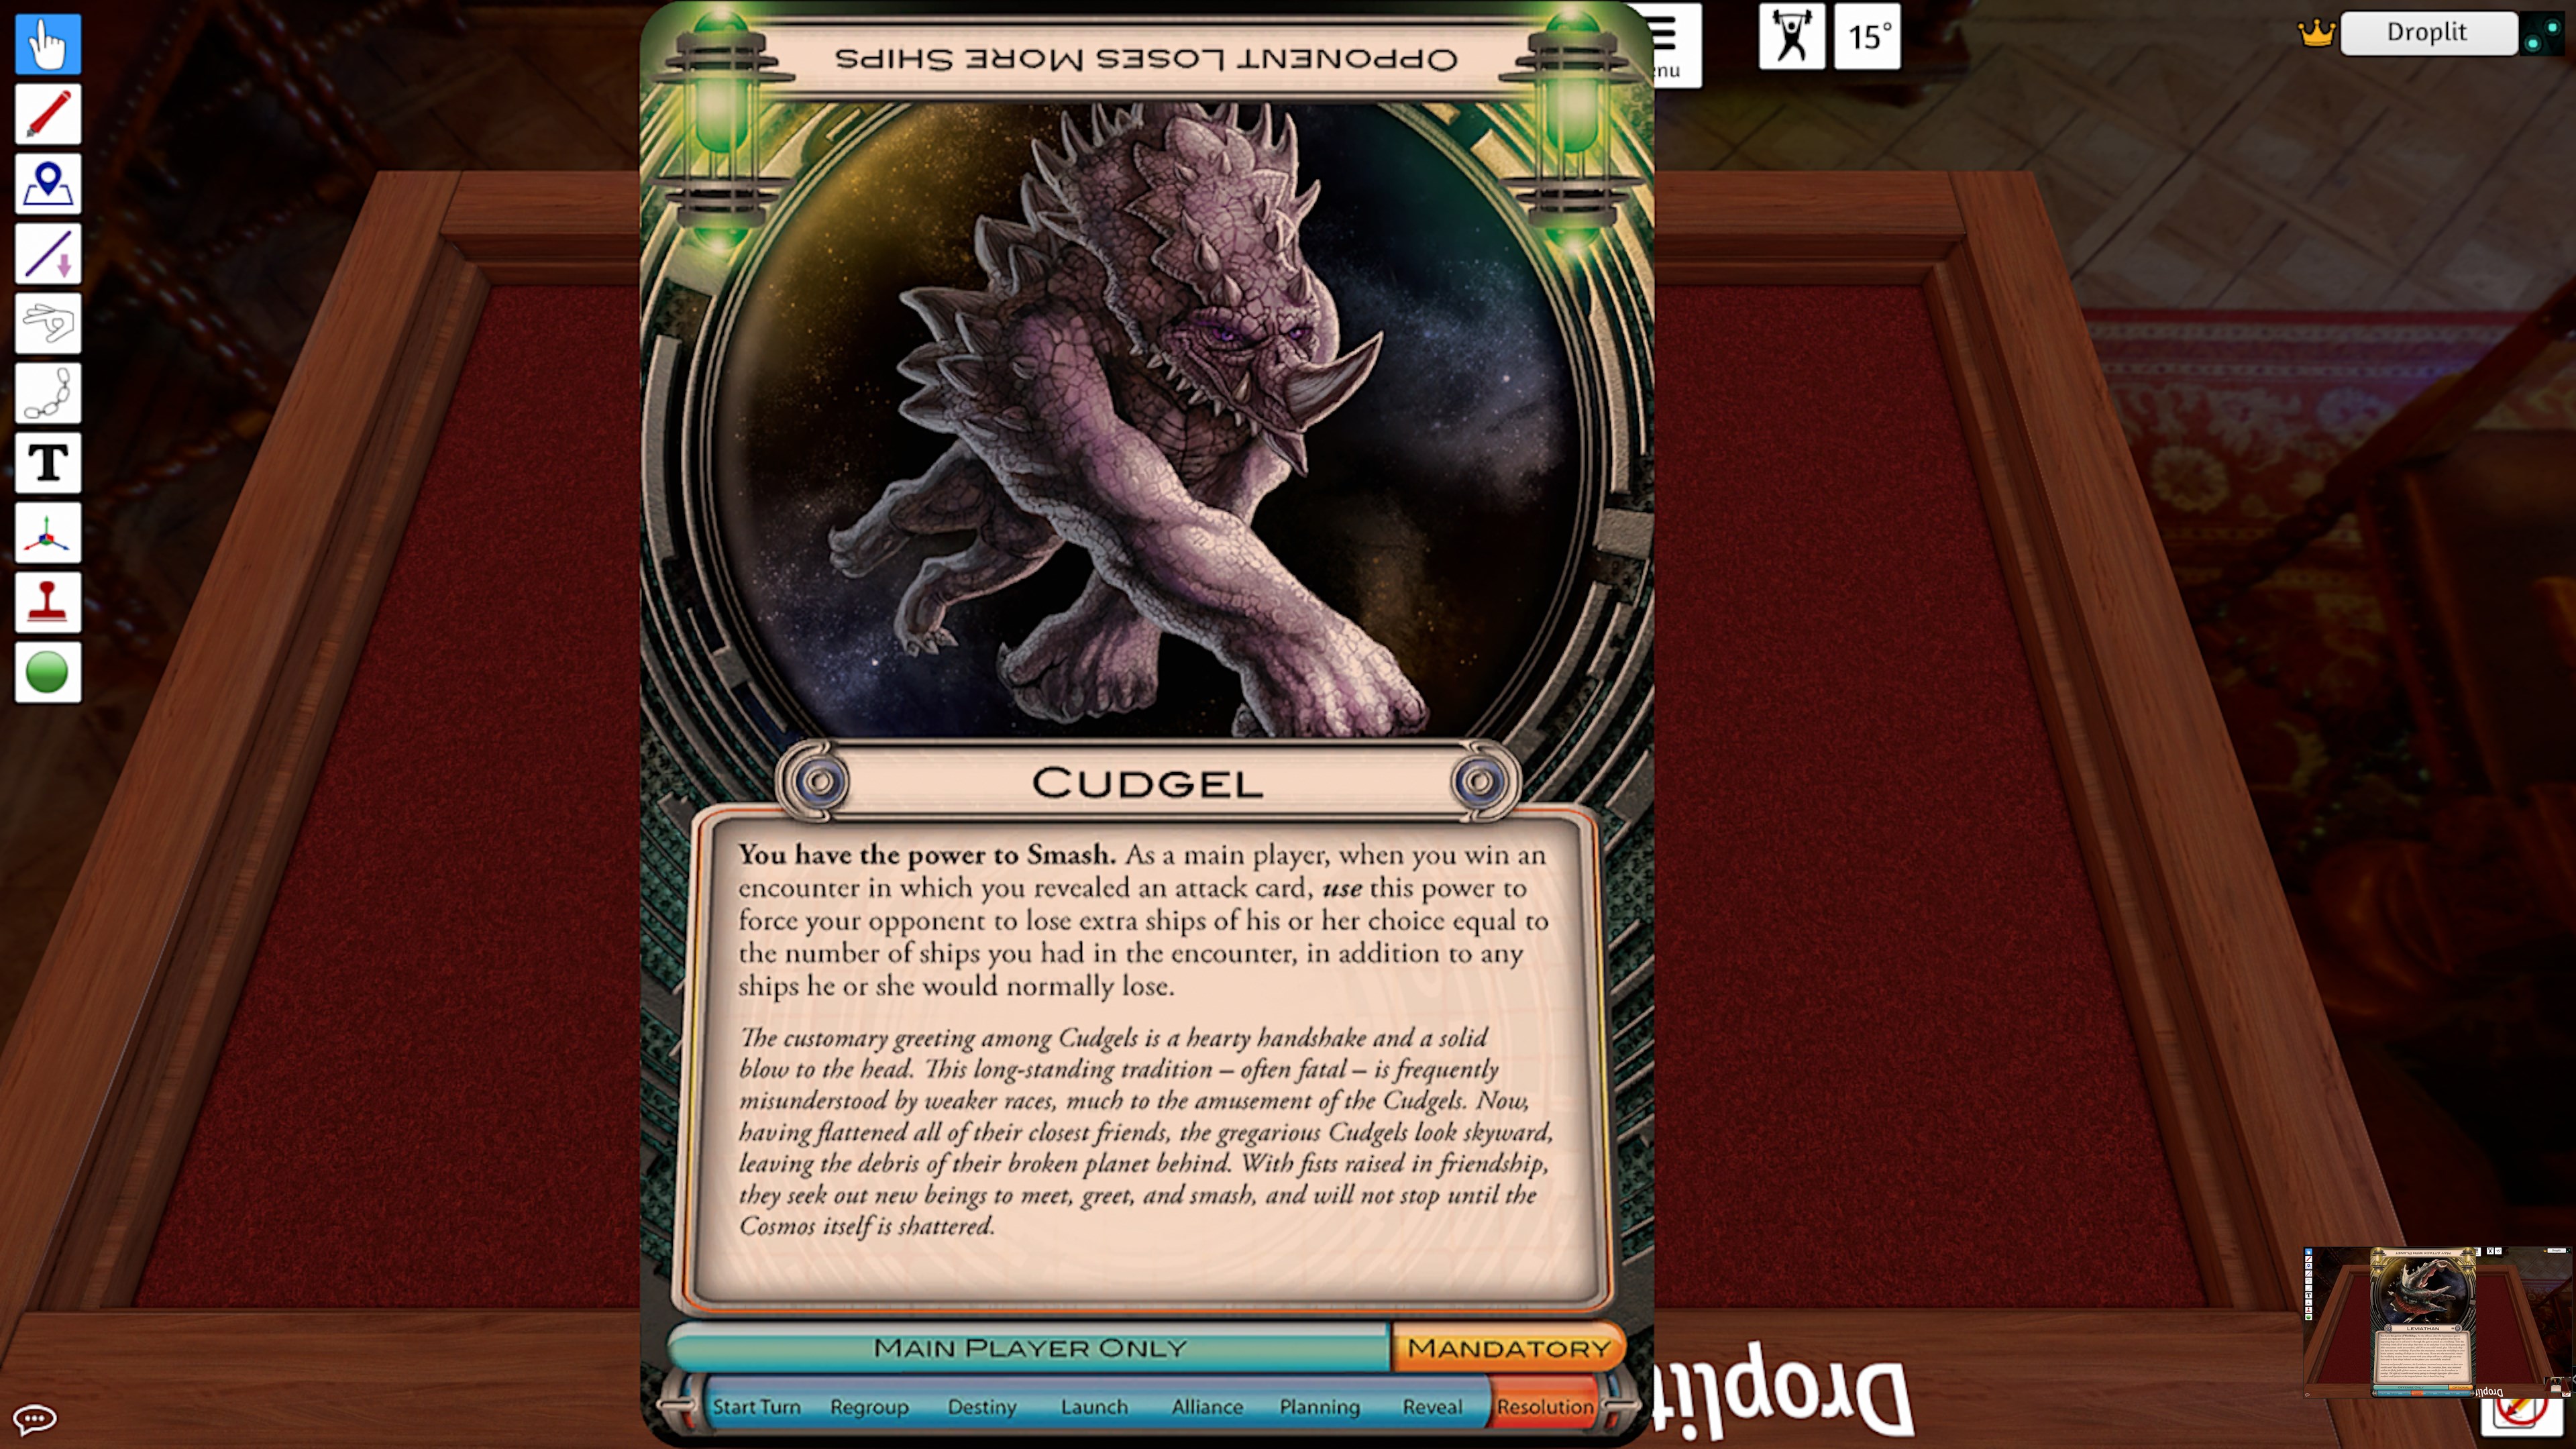 OPPONENT LOSES MORE SHIPS
nu
15°
Droplit
T
CUDGEL
You have the power to Smash. As a main player, when you win an
encounter in which you revealed an attack card, use this power to
force your opponent to lose extra ships of his or her choice equal to
the number of ships you had in the encounter, in addition to any
ships he or she would normally lose.
The customary greeting among Cudgels is a hearty handshake and a solid
blow to the head. This long-standing tradition – often fatal – is frequently
misunderstood by weaker races, much to the amusement of the Cudgels. Now,
having flattened all of their closest friends, the gregarious Cudgels look skyward,
leaving the debris of their broken planet behind. With fists raised in friendship,
they seek out new beings to meet, greet, and smash, and will not stop until the
Cosmos itself is shattered.
LEVIATHAN
MAIN PLAYER ONLY MANDATORY
Start Turn Regroup Destiny Launch Alliance Planning Reveal Resolution
Droplit